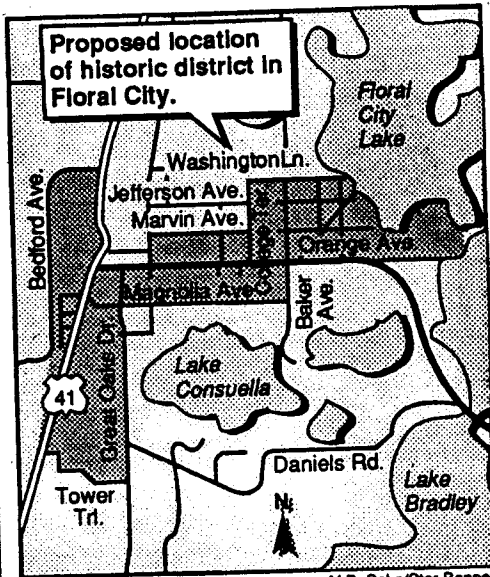 Proposed location
of historic district in
Floral City.
Floral
City
Lake
Washington Ln.
Jefferson Ave.
Marvin Ave.
Bedford Ave.
Orange Ave.
Magnolia Ave.
Baker
Ave.
Great Oaks Dr.
Lake
Consuella
41
Daniels Rd.
Tower
Trl.
Lake
Bradley
N